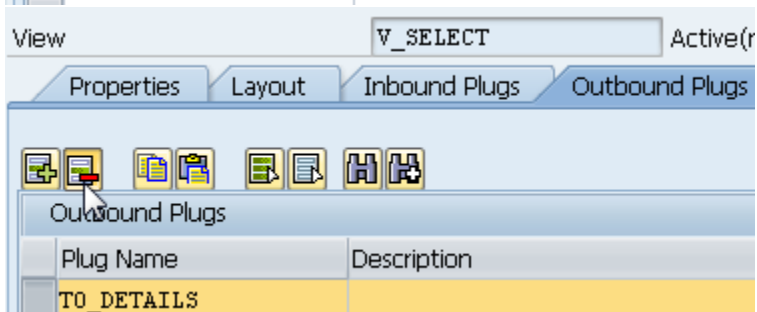 View V_SELECT Active(r
Properties Layout Inbound Plugs Outbound Plugs
Outbound Plugs
Plug Name Description
TO_DETAILS